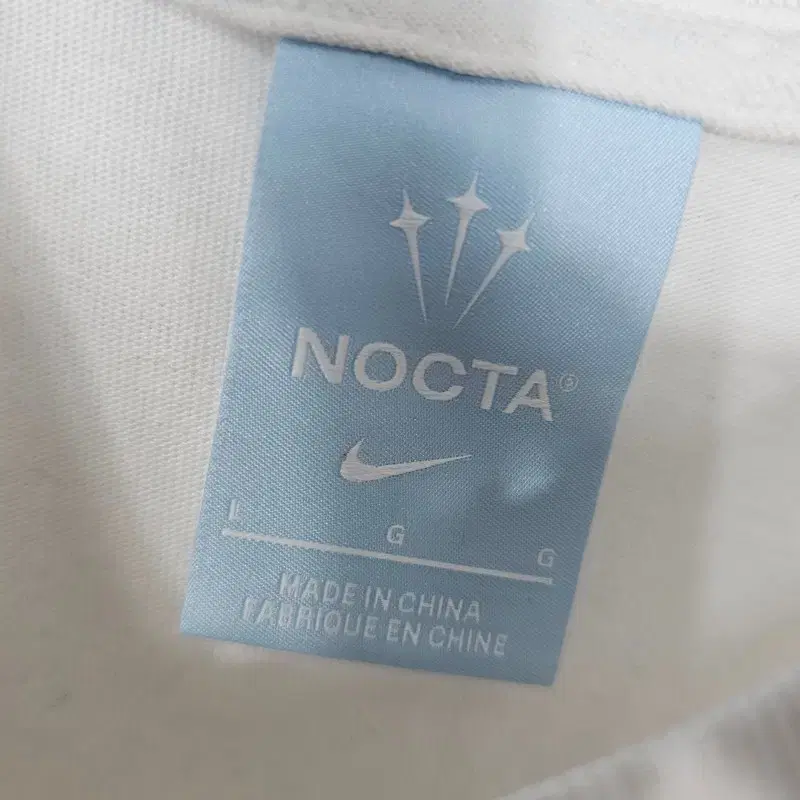 NOCTA®
L G G
MADE IN CHINA
FABRIQUE EN CHINE